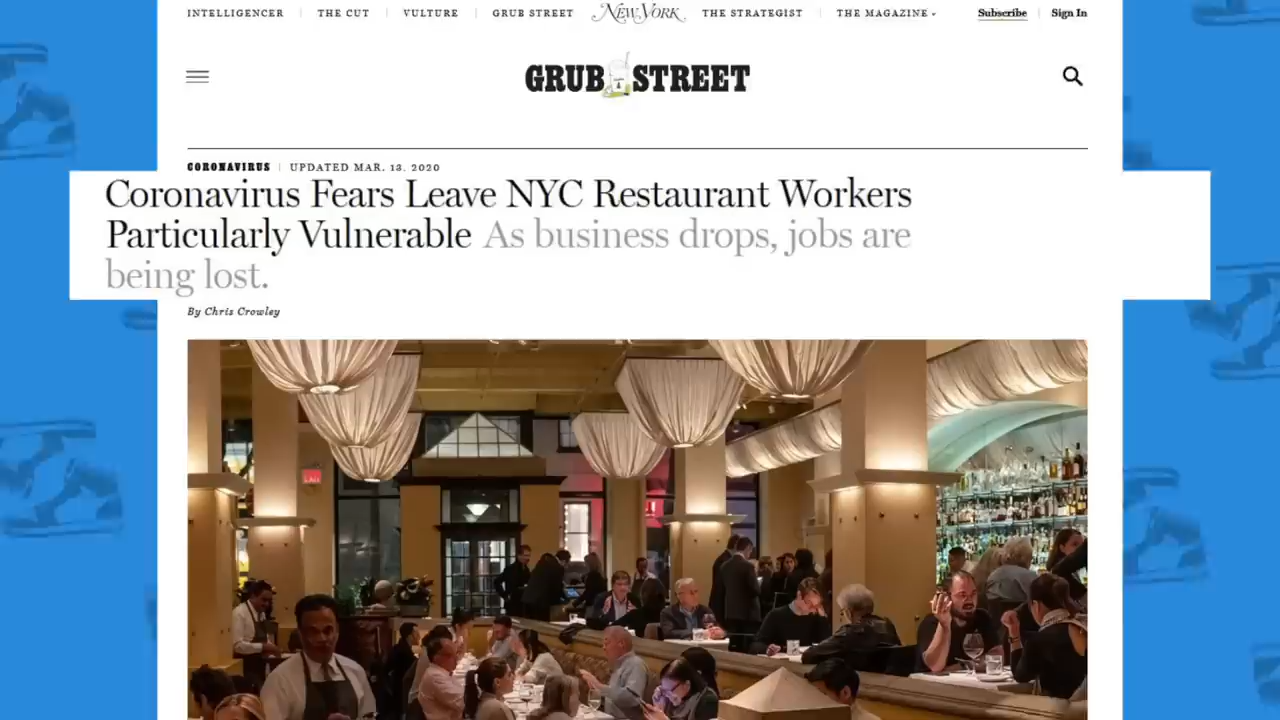 INTELLIGENCER THE CUT VULTURE GRUB STREET NEW YORK THE STRATEGIST THE MAGAZINE Subscribe Sign In
GRUB STREET
CORONAVIRUS UPDATED MAR. 13, 2020
Coronavirus Fears Leave NYC Restaurant Workers
Particularly Vulnerable As business drops, jobs are
being lost.
By Chris Crowley
EXIT